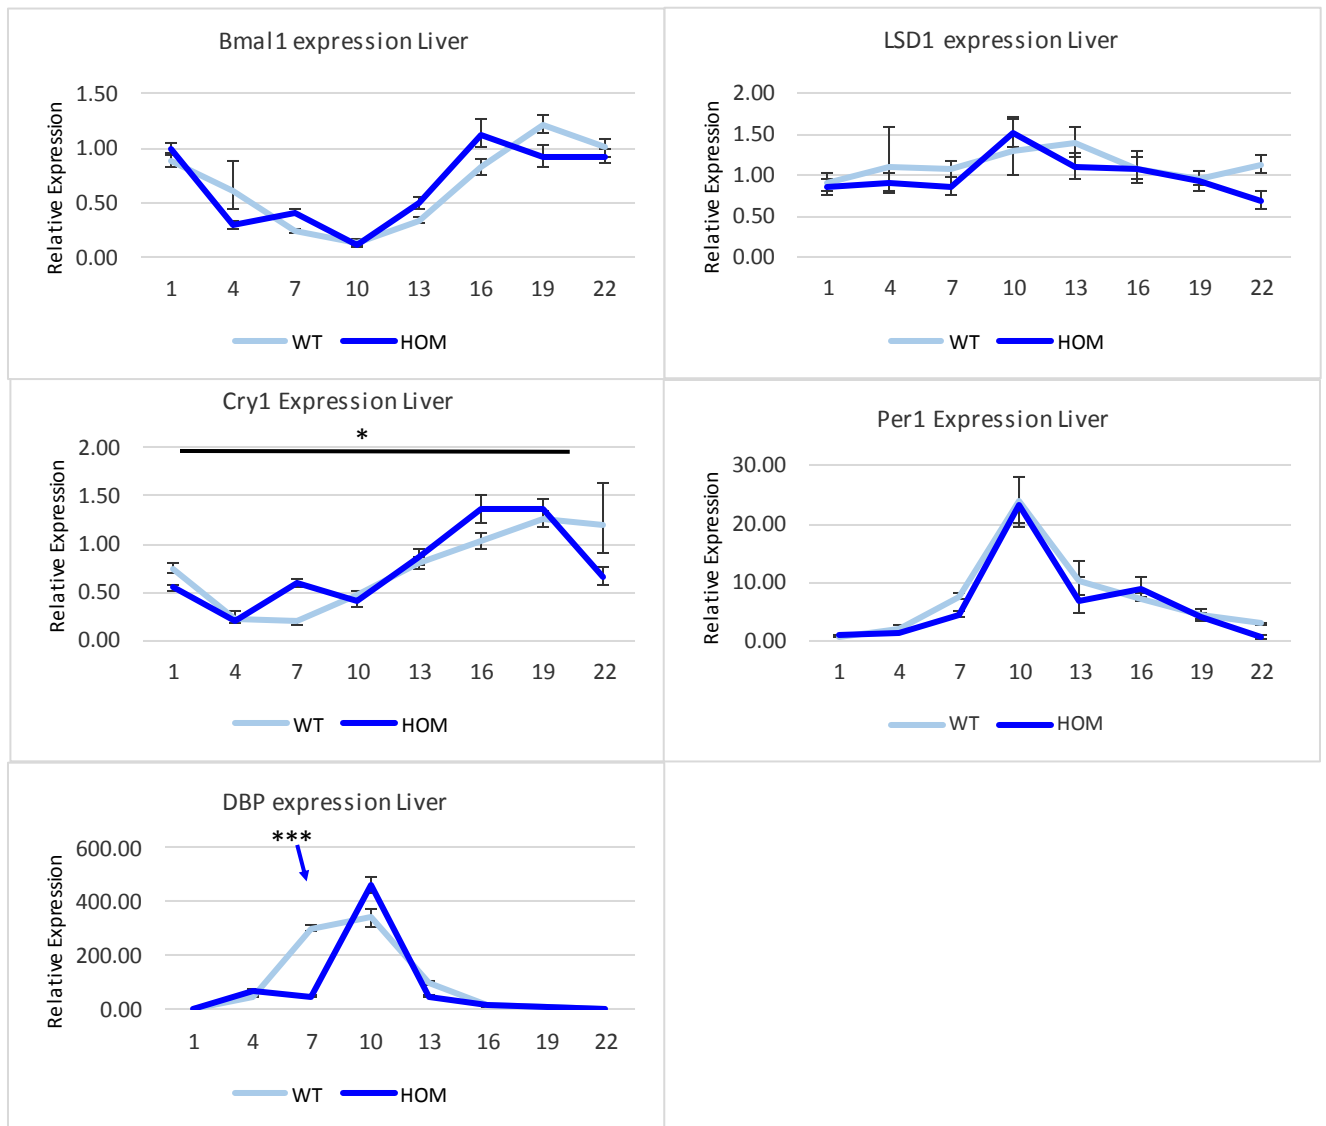 Bmal1 expression Liver
Relative Expression
1.50
1.00
0.50
0.00
1 4 7 10 13 16 19 22
WT HOM
LSD1 expression Liver
Relative Expression
2.00
1.50
1.00
0.50
0.00
1 4 7 10 13 16 19 22
WT HOM
Cry1 Expression Liver
*
Relative Expression
2.00
1.50
1.00
0.50
0.00
1 4 7 10 13 16 19 22
WT HOM
Per1 Expression Liver
Relative Expression
30.00
20.00
10.00
0.00
1 4 7 10 13 16 19 22
WT HOM
DBP expression Liver
***
Relative Expression
600.00
400.00
200.00
0.00
1 4 7 10 13 16 19 22
WT HOM